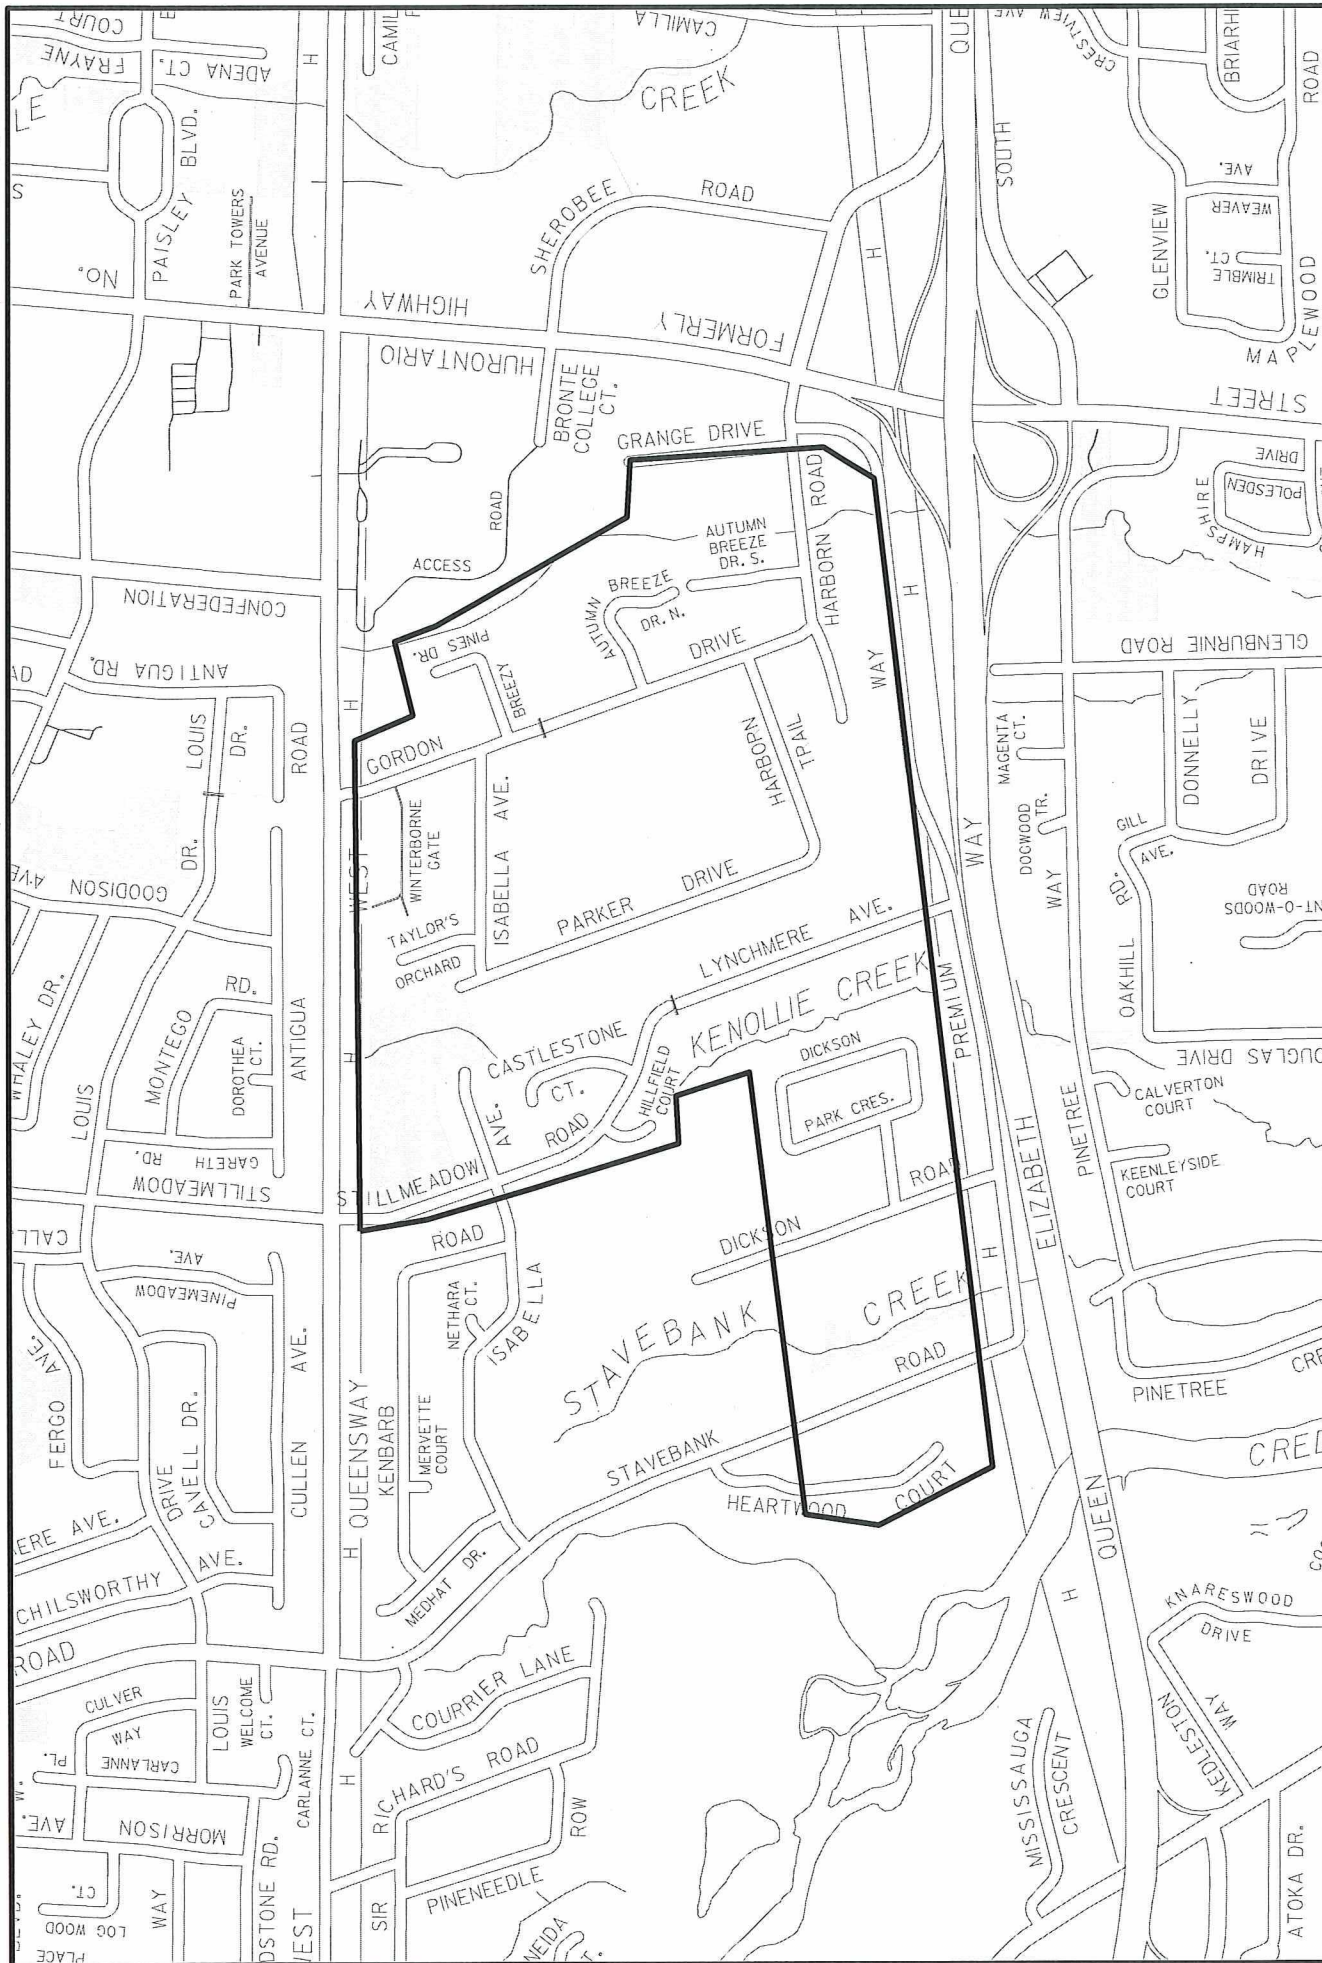 COURT
FRAYNE
ADENA CT.
H
CAMILLA
CREEK
SOUTH
CRESTVIEW AVE
ROAD
PAISLEY BLVD.
PARK TOWERS
AVENUE
NO.
SHEROBEE
ROAD
H
GLENVIEW
AVE.
WEAVER
TRIMBLE
CT.
MAPLEWOOD
HIGHWAY
FORMERLY
HURONTARIO
STREET
BRONTE
COLLEGE
CT.
GRANGE DRIVE
DRIVE
POLESDEN
HAMPSHIRE
ACCESS
ROAD
AUTUMN
BREEZE
DR. S.
HARBORN
ROAD
CONFEDERATION
AUTUMN
BREEZE
DR. N.
H
PINES DR.
BREEZY
DRIVE
WAY
GLENBURNIE ROAD
ANTIGUA RD.
LOUIS
DR.
ROAD
H
GORDON
HARBORN
TRAIL
MAGENTA
CT.
DONNELLY
DRIVE
ISABELLA AVE.
WINTERBORNE
GATE
WEST
DOGWOOD
TR.
WAY
WAY
GILL
AVE.
GOODISON
DR.
TAYLOR'S
ORCHARD
PARKER
DRIVE
LYNCHMERE AVE.
ROAD
NT-O-WOODS
OAKHILL
RD.
WHALEY DR.
MONTEGO
RD.
DOROTHEA
CT.
ANTIGUA
H
CASTLESTONE
CT.
KENOLLIE CREEK
PREMIUM
HILLFIELD
COURT
DICKSON
PARK CRES.
UGLAS DRIVE
CALVERTON
COURT
LOUIS
GARETH
RD.
STILLMEADOW
STILLMEADOW
ROAD
AVE.
ELIZABETH
PINETREE
KEENLEYSIDE
COURT
CALL
AVE.
PINEMEADOW
ROAD
NETHARA
CT.
ISABELLA
DICKSON
ROAD
H
STAVEBANK
CREEK
FERGO
AVE.
CAVELL DR.
DRIVE
CULLEN
AVE.
QUEENSWAY
KENBARB
MERVETTE
COURT
STAVEBANK
ROAD
PINETREE
HEARTWOOD
COURT
QUEEN
ERE AVE.
H
CHILSWORTHY
AVE.
MEDHAT DR.
H
KNARESWOOD
DRIVE
ROAD
CULVER
WAY
CARLANNE
PL.
LOUIS
WELCOME
CT.
CARLANNE CT.
COURRIER LANE
H
SIR
RICHARD'S
ROAD
ROW
PINENEEDLE
MISSISSAUGA
CRESCENT
KEDLESTON
WAY
AVE.
MORRISON
CT.
LOG WOOD
PLACE
WAY
DSTONE RD.
ATOKA DR.